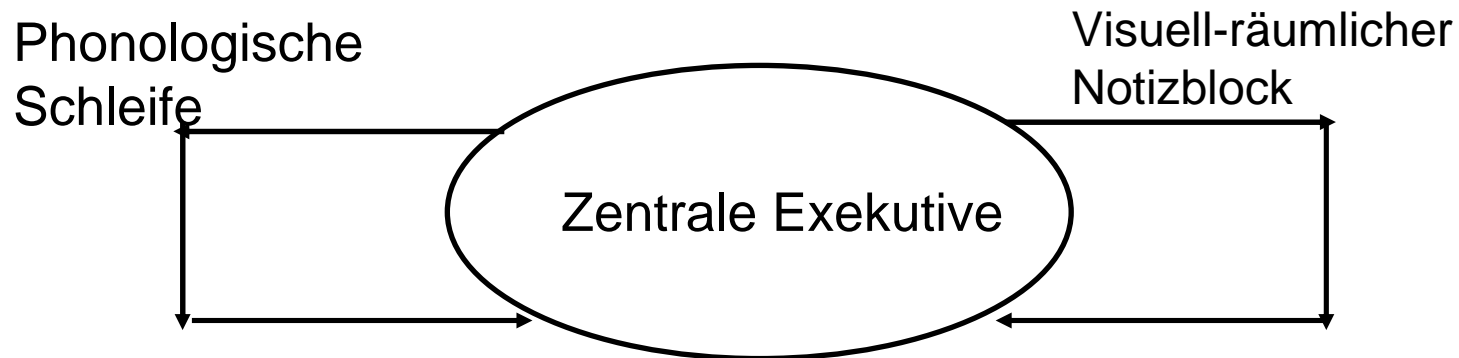 Phonologische
Schleife
Visuell-räumlicher
Notizblock
Zentrale Exekutive